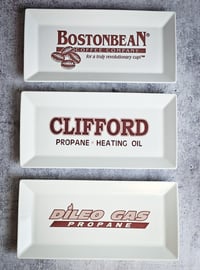 BOSTONBEAN®
COFFEE COMPANY
for a truly revolutionary cup™
CLIFFORD
PROPANE · HEATING OIL
DILEO GAS
PROPANE